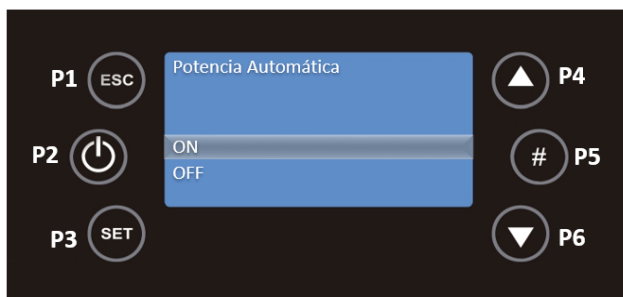 P1 ESC
Potencia Automática
P4
P2
ON
# P5
OFF
P3 SET
P6